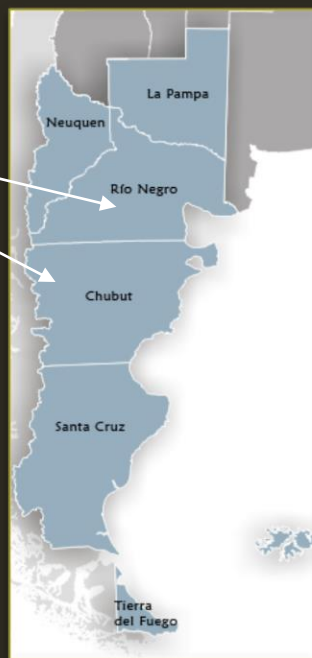 La Pampa
Neuquen
Río Negro
Chubut
Santa Cruz
Tierra
del Fuego